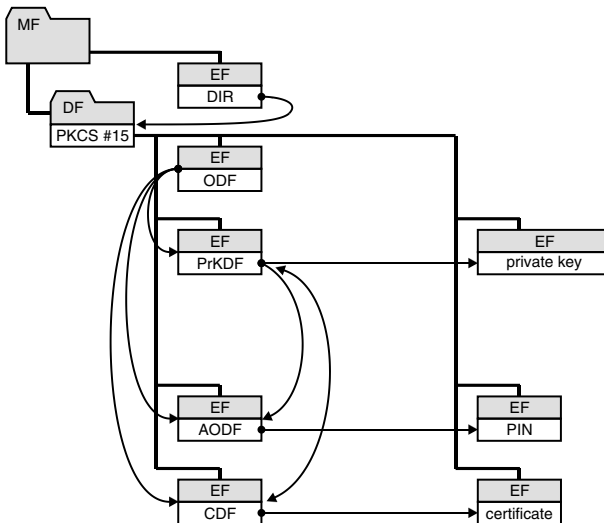 MF
EF
DIR
DF
PKCS #15
EF
ODF
EF
PrKDF
EF
private key
EF
AODF
EF
PIN
EF
CDF
EF
certificate